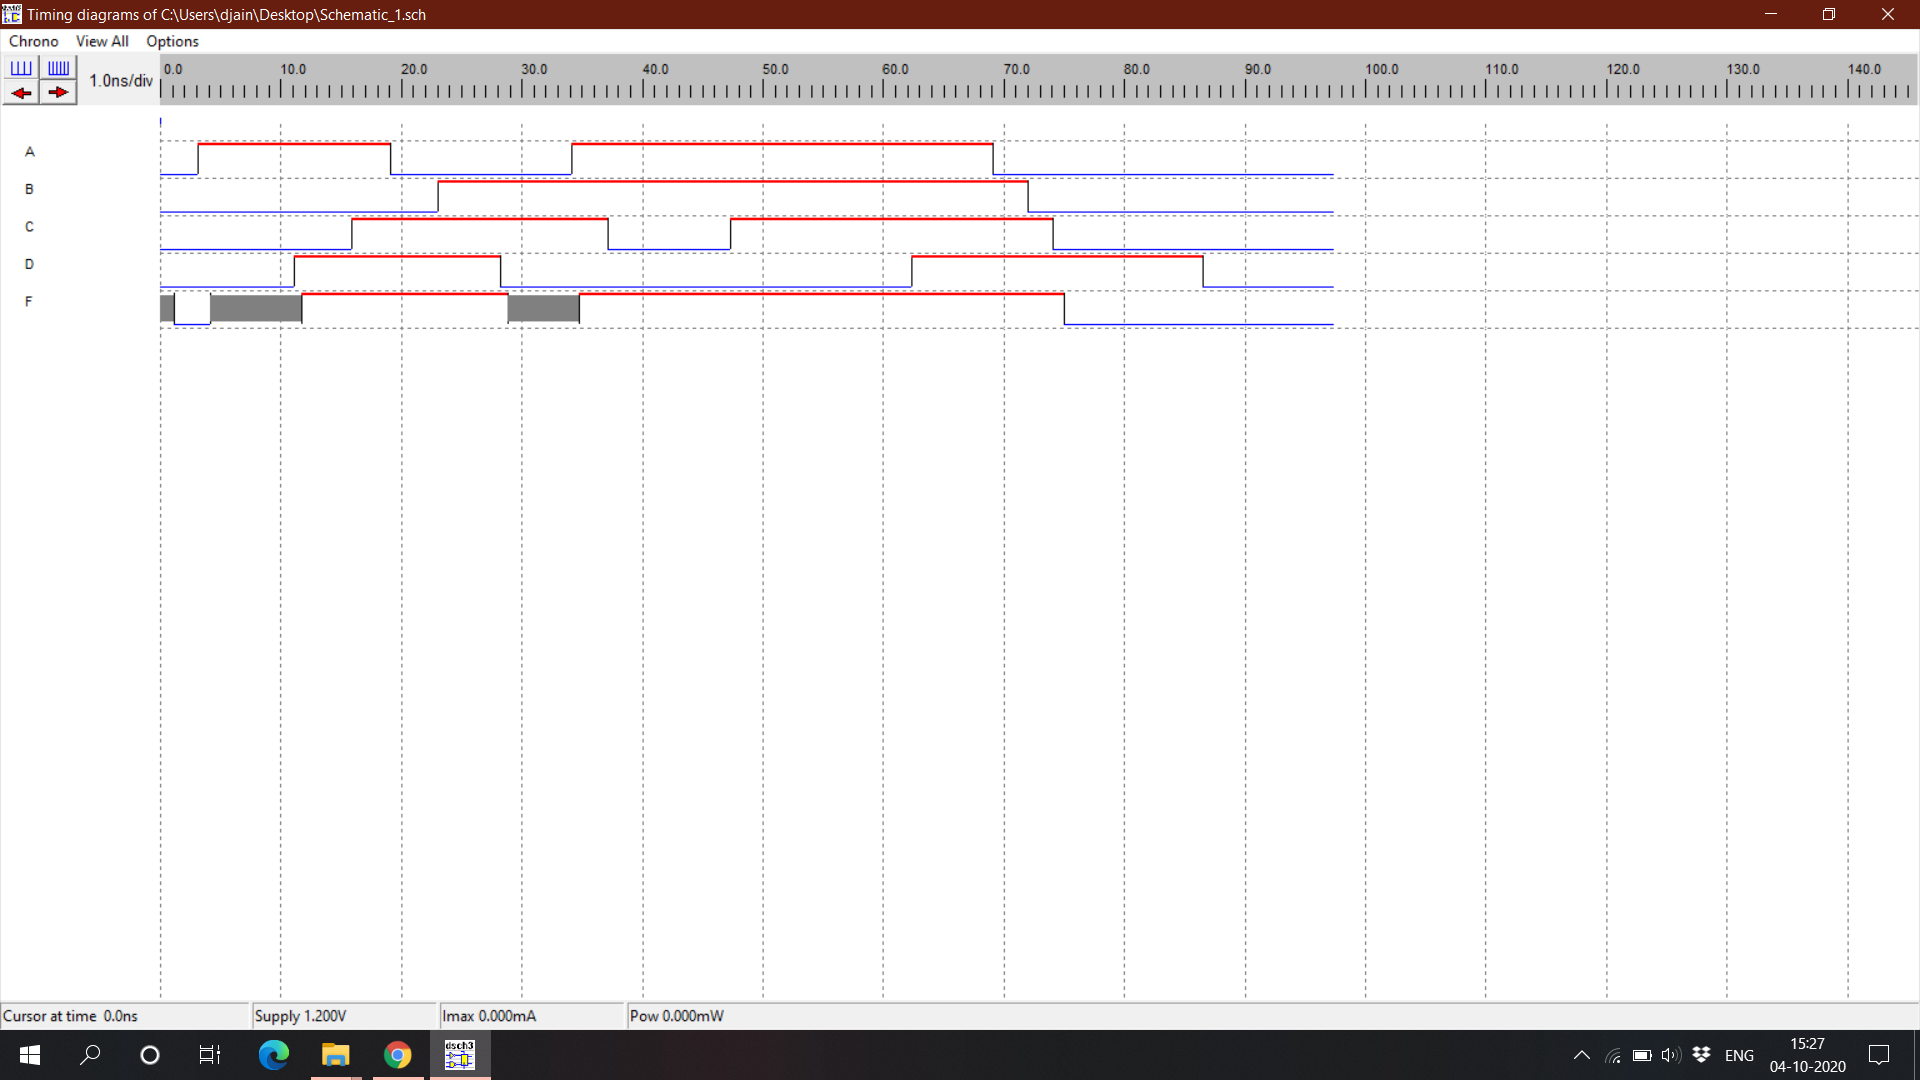 Timing diagrams of C:\Users\djain\Desktop\Schematic_1.sch
Chrono View All Options
1.0ns/div 0.0 10.0 20.0 30.0 40.0 50.0 60.0 70.0 80.0 90.0 100.0 110.0 120.0 130.0 140.0
A
B
C
D
F
Cursor at time 0.0ns Supply 1.200V Imax 0.000mA Pow 0.000mW
dsch3
ENG
15:27
04-10-2020